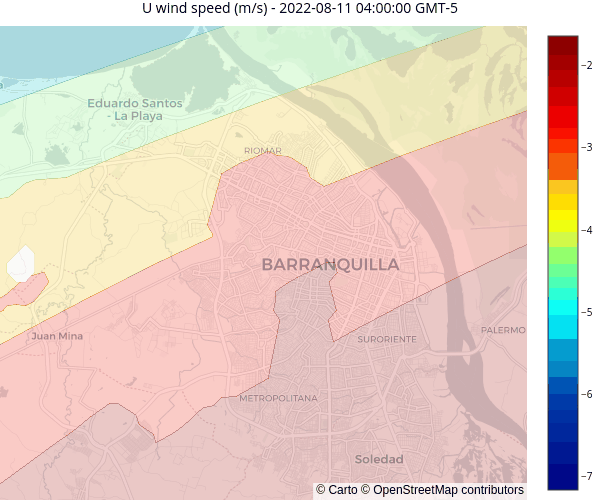 U wind speed (m/s) - 2022-08-11 04:00:00 GMT-5
Eduardo Santos
- La Playa
RIOMAR
BARRANQUILLA
Juan Mina
SURORIENTE
PALERMO
METROPOLITANA
Soledad
© Carto © OpenStreetMap contributors
−2
−3
−4
−5
−6
−7